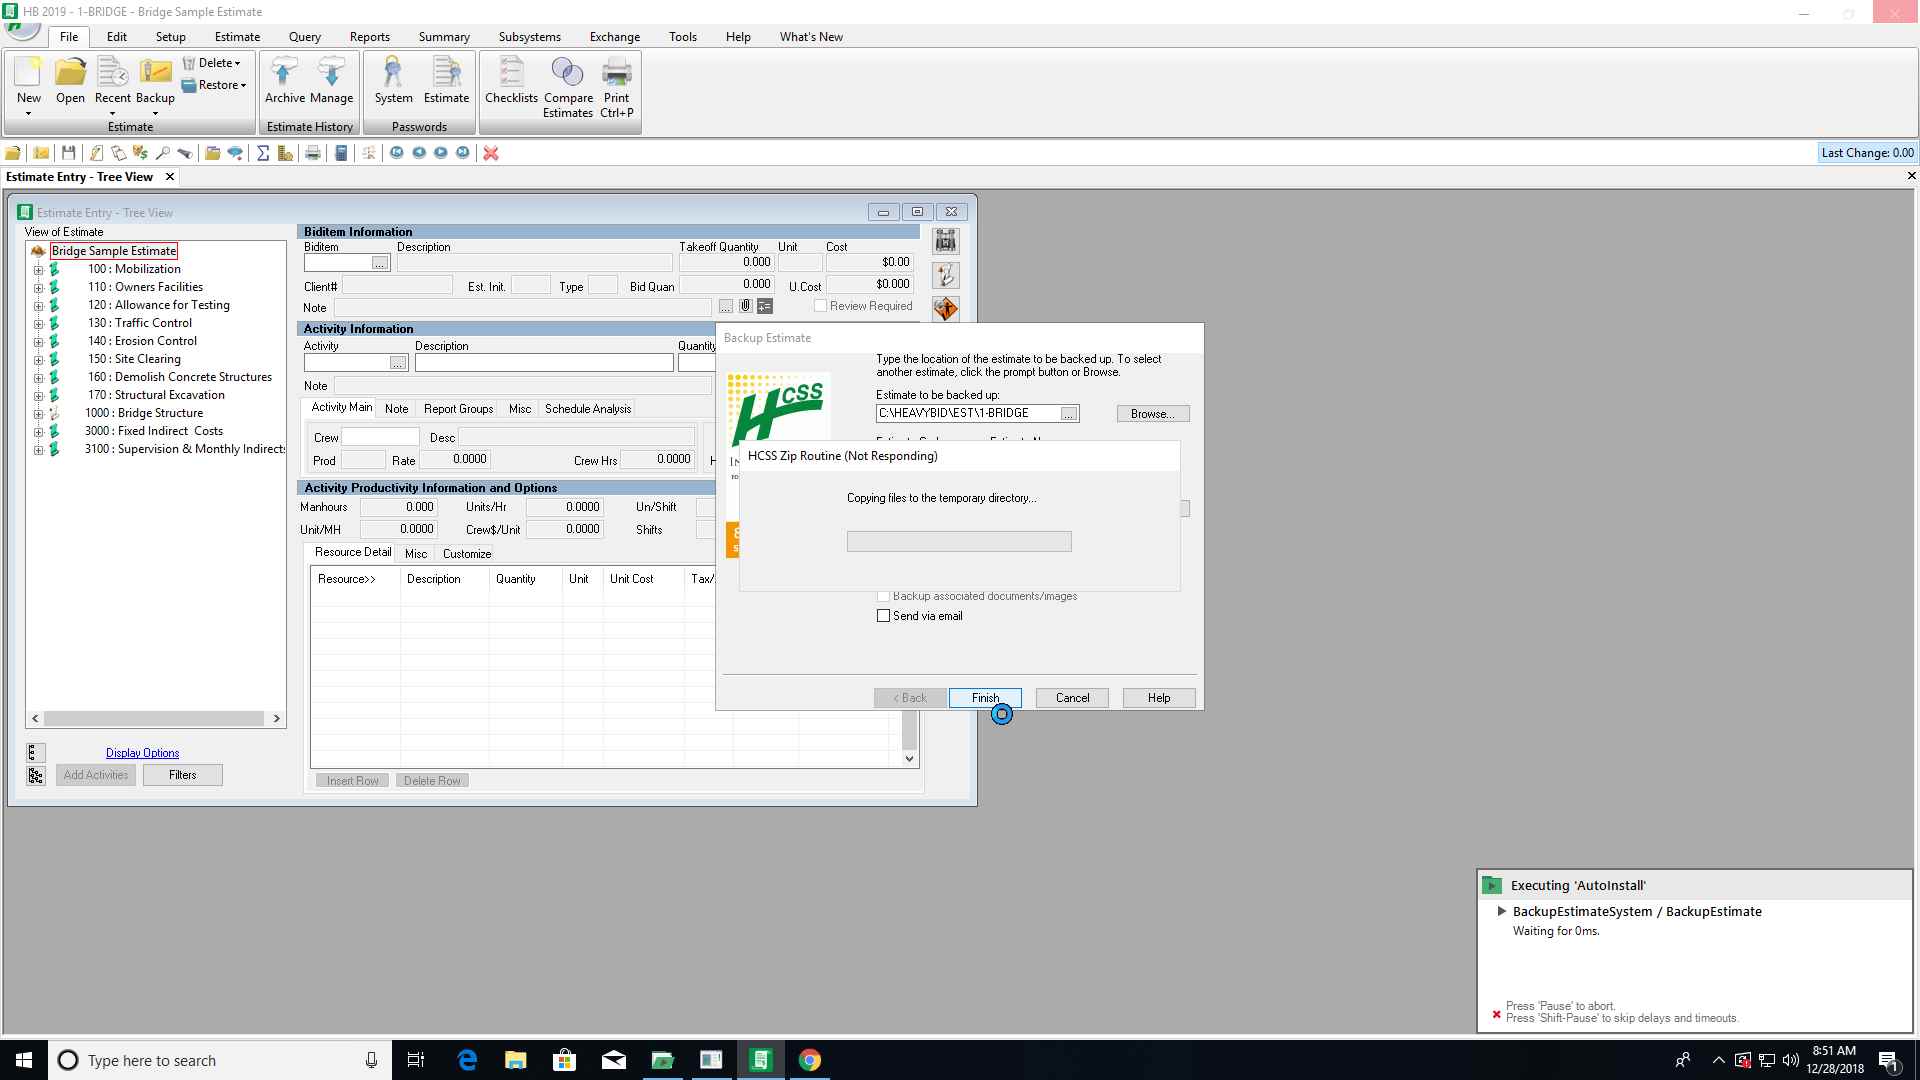 HB 2019 - 1-BRIDGE - Bridge Sample Estimate
File Edit Setup Estimate Query Reports Summary Subsystems Exchange Tools Help What's New
New Open Recent Backup Delete Restore
Archive Manage
System Estimate
Checklists Compare Estimates Print Ctrl+P
Estimate
Estimate History
Passwords
Last Change: 0.00
Estimate Entry - Tree View
Estimate Entry - Tree View
View of Estimate
Bridge Sample Estimate
100 : Mobilization
110 : Owners Facilities
120 : Allowance for Testing
130 : Traffic Control
140 : Erosion Control
150 : Site Clearing
160 : Demolish Concrete Structures
170 : Structural Excavation
1000 : Bridge Structure
3000 : Fixed Indirect Costs
3100 : Supervision & Monthly Indirects
Display Options
Add Activities Filters
Biditem Information
Biditem Description Takeoff Quantity Unit Cost
... 0.000 $0.00
Client# Est. Init. Type Bid Quan 0.000 U.Cost $0.000
Note ... Review Required
Activity Information
Activity Description Quantity
...
Note
Activity Main Note Report Groups Misc Schedule Analysis
Crew Desc
Prod Rate 0.0000 Crew Hrs 0.0000
Activity Productivity Information and Options
Manhours 0.000 Units/Hr 0.0000 Un/Shift
Unit/MH 0.0000 Crew$/Unit 0.0000 Shifts
Resource Detail Misc Customize
Resource>> Description Quantity Unit Unit Cost Tax/
Insert Row Delete Row
Backup Estimate
HCSS
Type the location of the estimate to be backed up. To select
another estimate, click the prompt button or Browse.
Estimate to be backed up:
C:\HEAVYBID\EST\1-BRIDGE ... Browse...
HCSS Zip Routine (Not Responding)
Copying files to the temporary directory...
Backup associated documents/images
Send via email
< Back Finish Cancel Help
Executing 'AutoInstall'
BackupEstimateSystem / BackupEstimate
Waiting for 0ms.
Press 'Pause' to abort.
Press 'Shift-Pause' to skip delays and timeouts.
Type here to search
8:51 AM
12/28/2018
1